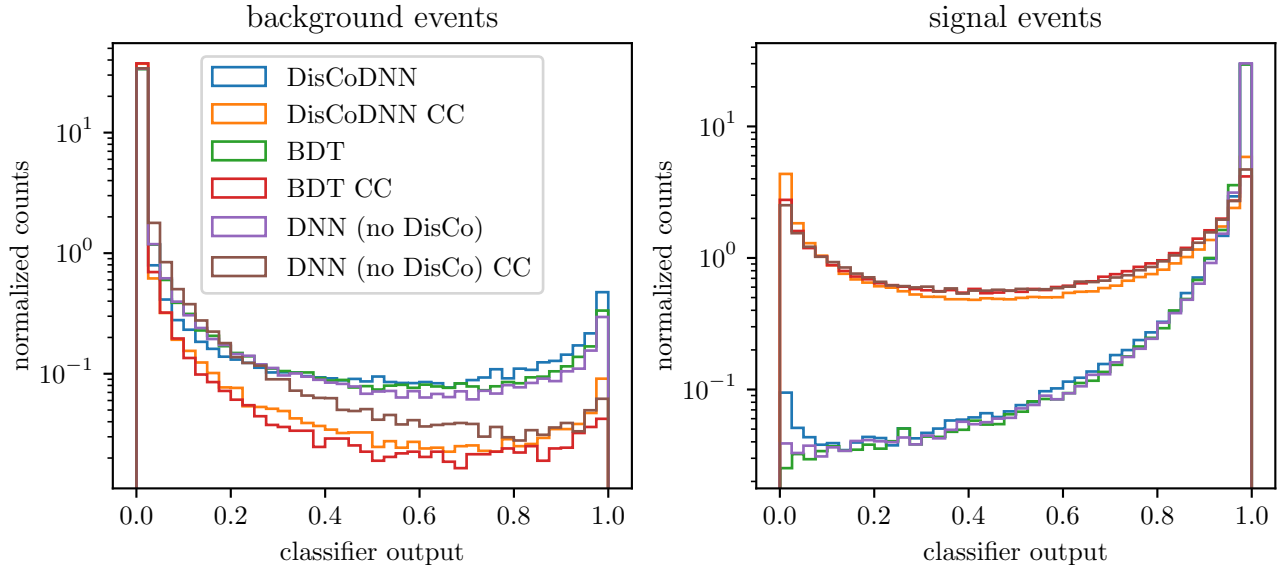 background events
normalized counts
10^1
10^0
10^-1
DisCoDNN
DisCoDNN CC
BDT
BDT CC
DNN (no DisCo)
DNN (no DisCo) CC
0.0 0.2 0.4 0.6 0.8 1.0
classifier output
signal events
normalized counts
10^1
10^0
10^-1
0.0 0.2 0.4 0.6 0.8 1.0
classifier output